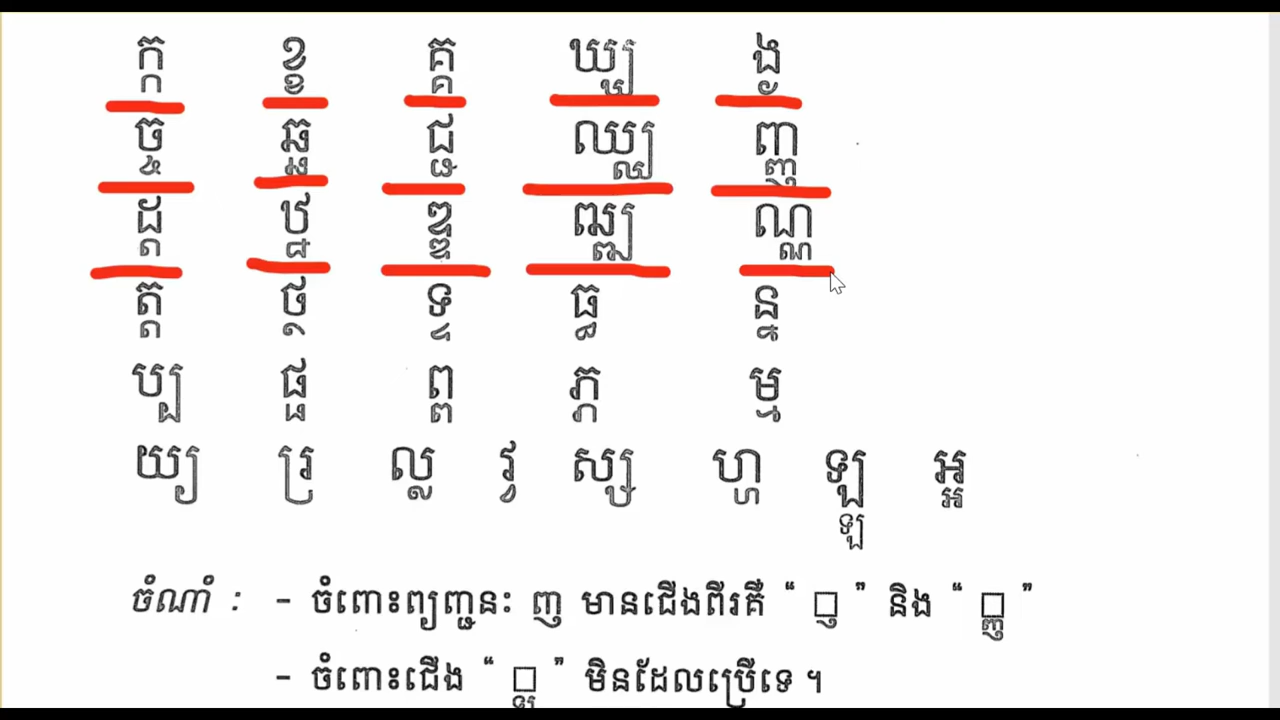 ក្ក ខ្ខ គ្គ ឃ្ឃ ង្ង
ច្ច ឆ្ឆ ជ្ជ ឈ្ឈ ញ្ញ
ដ្ដ ឋ្ឋ ឌ្ឌ ឍ្ឍ ណ្ណ
ត្ត ថ្ថ ទ្ទ ធ្ធ ន្ន
ប្ប ផ្ផ ព្ព ភ្ភ ម្ម
យ្យ រ្រ ល្ល វ្វ ស្ស ហ្ហ ឡ្ឡ អ្អ
ចំណាំ : - ចំពោះព្យញ្ជនះ ញ មានជើងពីរគឺ “ □្ញ ” និង “ □្ញ ”
- ចំពោះជើង “ □្ឡ ” មិនដែលប្រើទេ ។